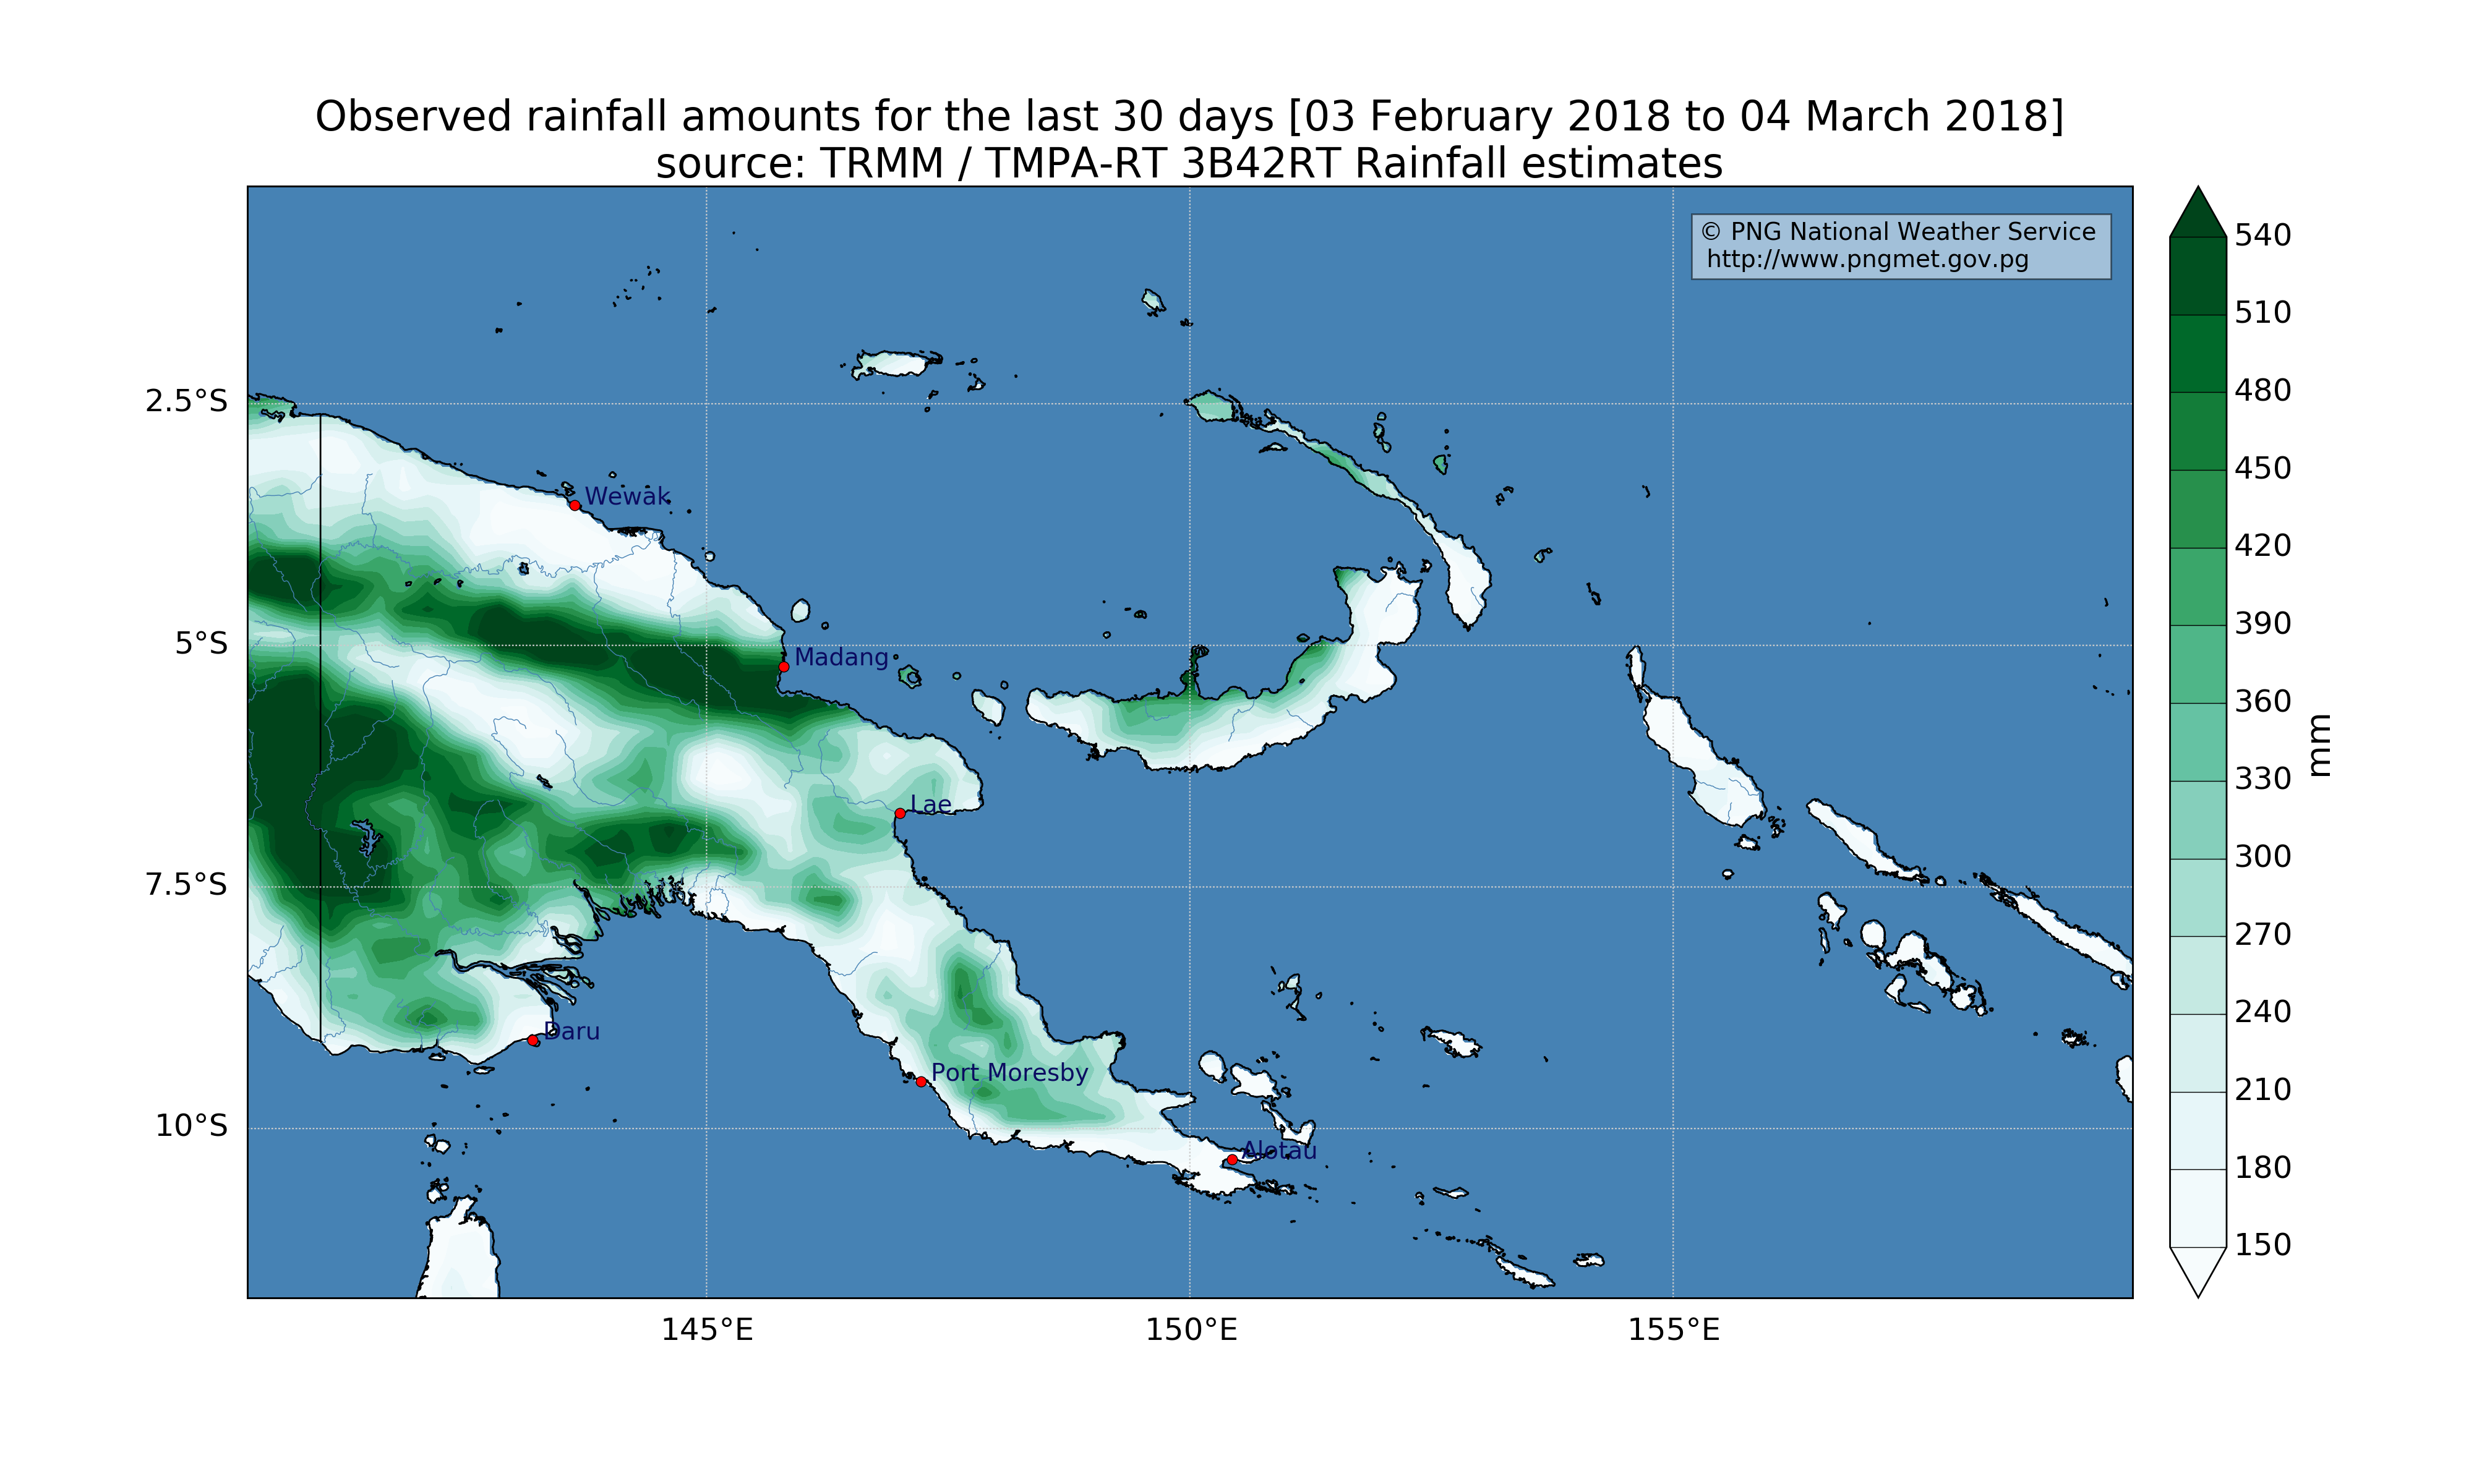 Observed rainfall amounts for the last 30 days [03 February 2018 to 04 March 2018]
source: TRMM / TMPA-RT 3B42RT Rainfall estimates
© PNG National Weather Service
http://www.pngmet.gov.pg
540
510
480
450
420
390
360
330
300
270
240
210
180
150
mm
2.5°S
5°S
7.5°S
10°S
Wewak
Madang
Lae
Daru
Port Moresby
Alotau
145°E
150°E
155°E